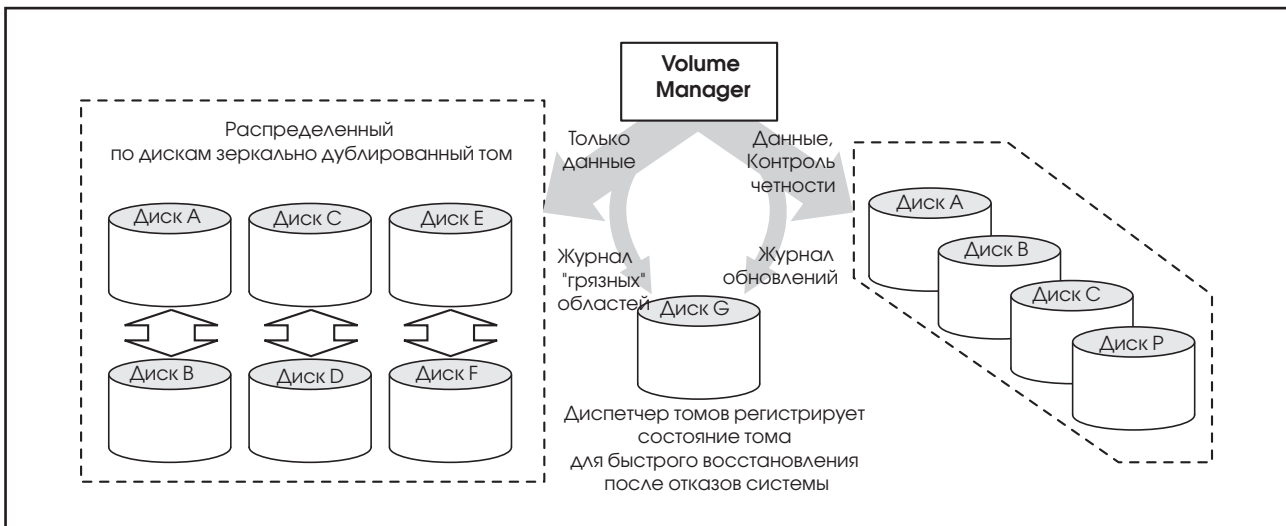 Volume
Manager
Распределенный
по дискам зеркально дублированный том
Только
данные
Данные,
Контроль
четности
Диск A
Диск C
Диск E
Диск B
Диск D
Диск F
Журнал
"грязных"
областей
Журнал
обновлений
Диск G
Диспетчер томов регистрирует
состояние тома
для быстрого восстановления
после отказов системы
Диск A
Диск B
Диск C
Диск P